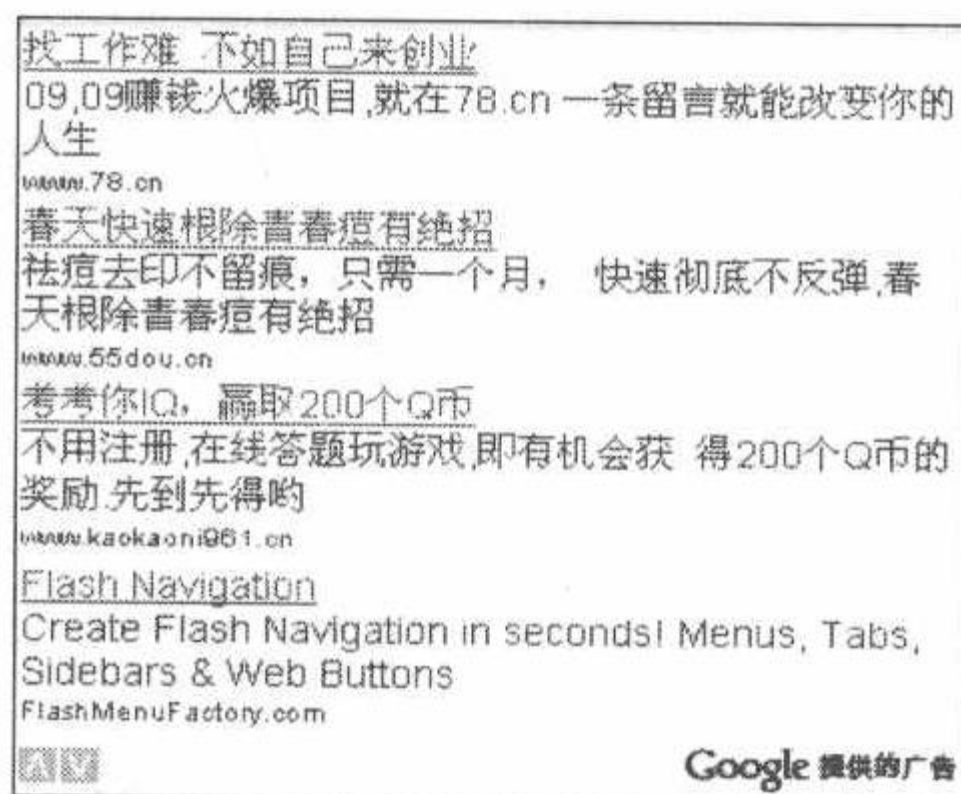 找工作难 不如自己来创业
09,09赚钱火爆项目,就在78.cn 一条留言就能改变你的
人生
www.78.cn
春天快速根除青春痘有绝招
祛痘去印不留痕，只需一个月， 快速彻底不反弹,春
天根除青春痘有绝招
www.55dou.cn
考考你IQ，赢取200个Q币
不用注册,在线答题玩游戏,即有机会获 得200个Q币的
奖励.先到先得哟
www.kaokaoni961.cn
Flash Navigation
Create Flash Navigation in seconds! Menus, Tabs,
Sidebars & Web Buttons
FlashMenuFactory.com
Google 提供的广告